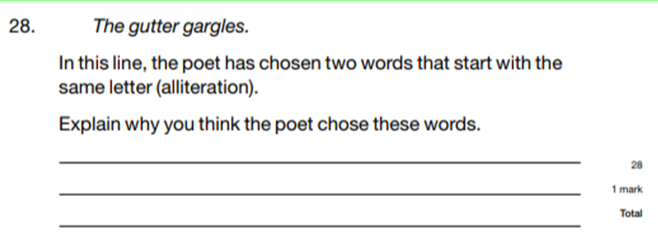 28. The gutter gargles.
In this line, the poet has chosen two words that start with the
same letter (alliteration).
Explain why you think the poet chose these words.
28
1 mark
Total